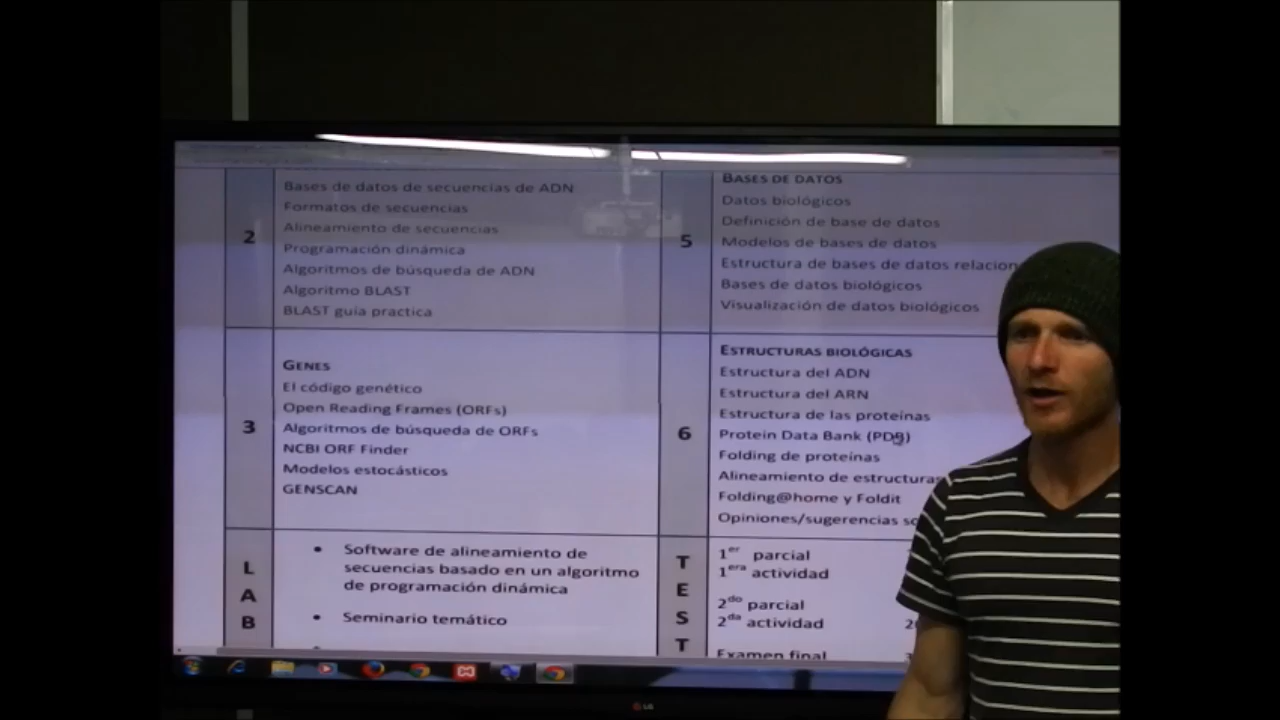 2
Bases de datos de secuencias de ADN
Formatos de secuencias
Alineamiento de secuencias
Programación dinámica
Algoritmos de búsqueda de ADN
Algoritmo BLAST
BLAST guía practica
5
BASES DE DATOS
Datos biológicos
Definición de base de datos
Modelos de bases de datos
Estructura de bases de datos relacion
Bases de datos biológicos
Visualización de datos biológicos
3
GENES
El código genético
Open Reading Frames (ORFs)
Algoritmos de búsqueda de ORFs
NCBI ORF Finder
Modelos estocásticos
GENSCAN
6
ESTRUCTURAS BIOLÓGICAS
Estructura del ADN
Estructura del ARN
Estructura de las proteínas
Protein Data Bank (PDB)
Folding de proteínas
Alineamiento de estructuras
Folding@home y Foldit
Opiniones/sugerencias
L
A
B
• Software de alineamiento de
secuencias basado en un algoritmo
de programación dinámica
• Seminario temático
T
E
S
T
1er parcial
1era actividad
2do parcial
2da actividad
Examen final
LG